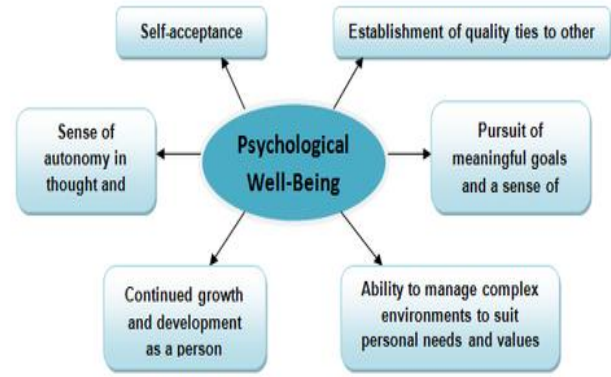 Self-acceptance
Establishment of quality ties to other
Sense of
autonomy in
thought and
Psychological
Well-Being
Pursuit of
meaningful goals
and a sense of
Continued growth
and development
as a person
Ability to manage complex
environments to suit
personal needs and values